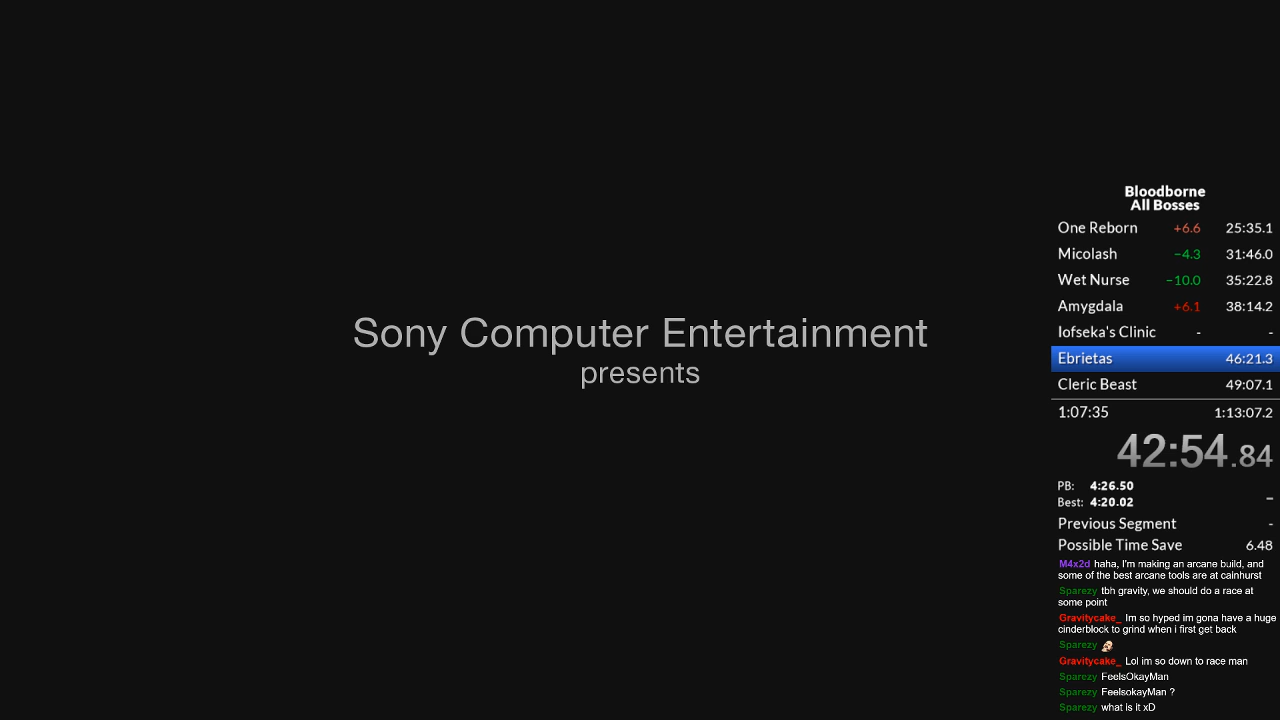 Sony Computer Entertainment
presents
Bloodborne
All Bosses
One Reborn +6.6 25:35.1
Micolash −4.3 31:46.0
Wet Nurse −10.0 35:22.8
Amygdala +6.1 38:14.2
Iofseka's Clinic - -
Ebrietas 46:21.3
Cleric Beast 49:07.1
1:07:35 1:13:07.2
42:54.84
PB: 4:26.50
Best: 4:20.02 –
Previous Segment -
Possible Time Save 6.48
M4x2d haha, I'm making an arcane build, and
some of the best arcane tools are at cainhurst
Sparezy tbh gravity, we should do a race at
some point
Gravitycake_ Im so hyped im gona have a huge
cinderblock to grind when i first get back
Sparezy
Gravitycake_ Lol im so down to race man
Sparezy FeelsOkayMan
Sparezy FeelsokayMan ?
Sparezy what is it xD